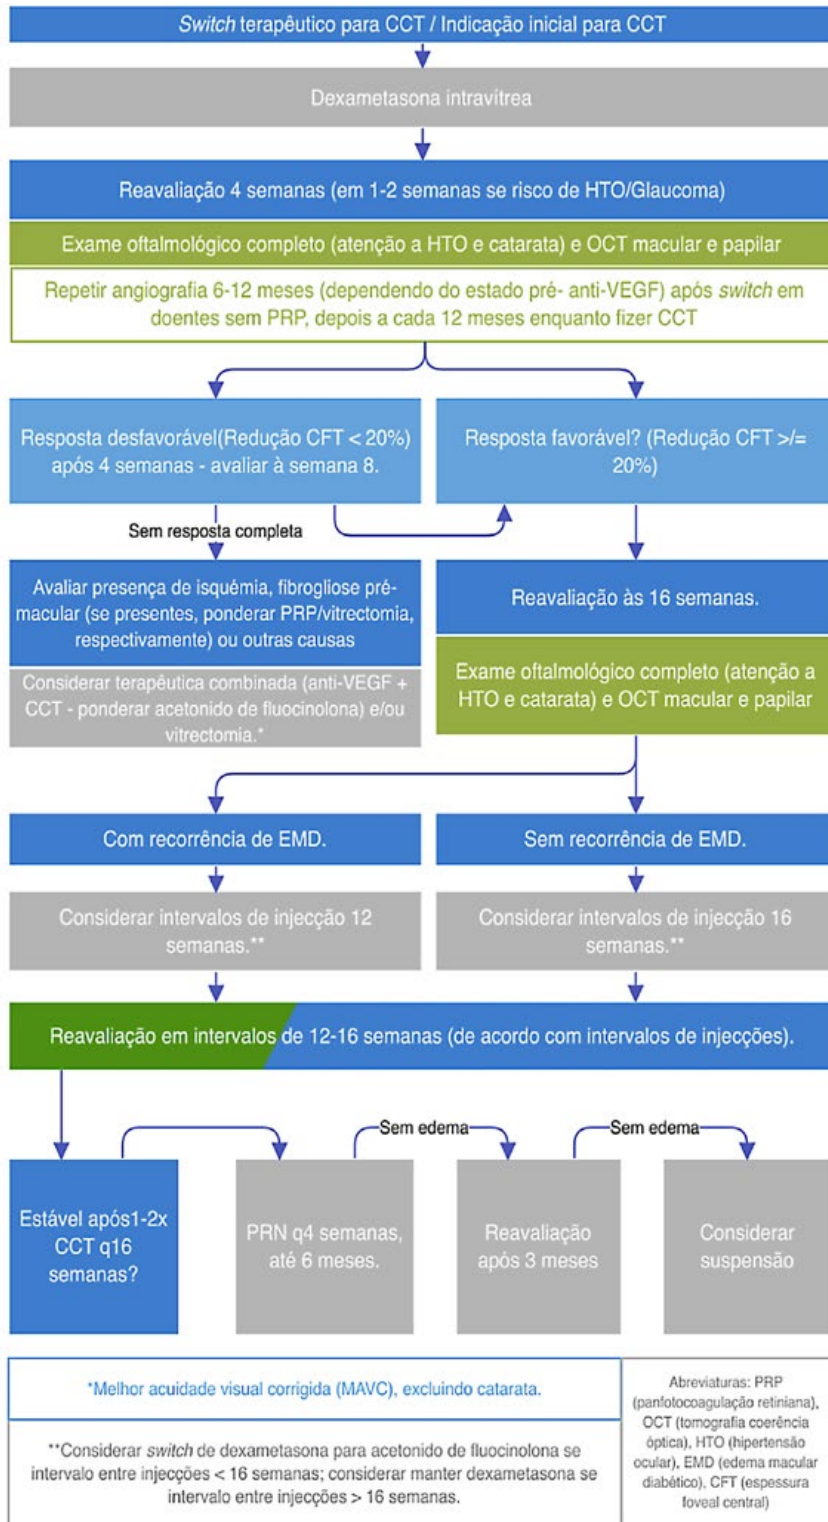 Switch terapêutico para CCT / Indicação inicial para CCT
Dexametasona intravítrea
Reavaliação 4 semanas (em 1-2 semanas se risco de HTO/Glaucoma)
Exame oftalmológico completo (atenção a HTO e catarata) e OCT macular e papilar
Repetir angiografia 6-12 meses (dependendo do estado pré- anti-VEGF) após switch em
doentes sem PRP, depois a cada 12 meses enquanto fizer CCT
Resposta desfavorável(Redução CFT < 20%)
após 4 semanas - avaliar à semana 8.
Resposta favorável? (Redução CFT >/=
20%)
Sem resposta completa
Avaliar presença de isquémia, fibrogliose pré-
macular (se presentes, ponderar PRP/vitrectomia,
respectivamente) ou outras causas
Considerar terapêutica combinada (anti-VEGF +
CCT - ponderar acetonido de fluocinolona) e/ou
vitrectomia.*
Reavaliação às 16 semanas.
Exame oftalmológico completo (atenção a
HTO e catarata) e OCT macular e papilar
Com recorrência de EMD.
Sem recorrência de EMD.
Considerar intervalos de injecção 12
semanas.**
Considerar intervalos de injecção 16
semanas.**
Reavaliação em intervalos de 12-16 semanas (de acordo com intervalos de injecções).
Estável após1-2x
CCT q16
semanas?
PRN q4 semanas,
até 6 meses.
Sem edema
Reavaliação
após 3 meses
Sem edema
Considerar
suspensão
*Melhor acuidade visual corrigida (MAVC), excluindo catarata.
**Considerar switch de dexametasona para acetonido de fluocinolona se
intervalo entre injecções < 16 semanas; considerar manter dexametasona se
intervalo entre injecções > 16 semanas.
Abreviaturas: PRP
(panfotocoagulação retiniana),
OCT (tomografia coerência
óptica), HTO (hipertensão
ocular), EMD (edema macular
diabético), CFT (espessura
foveal central)